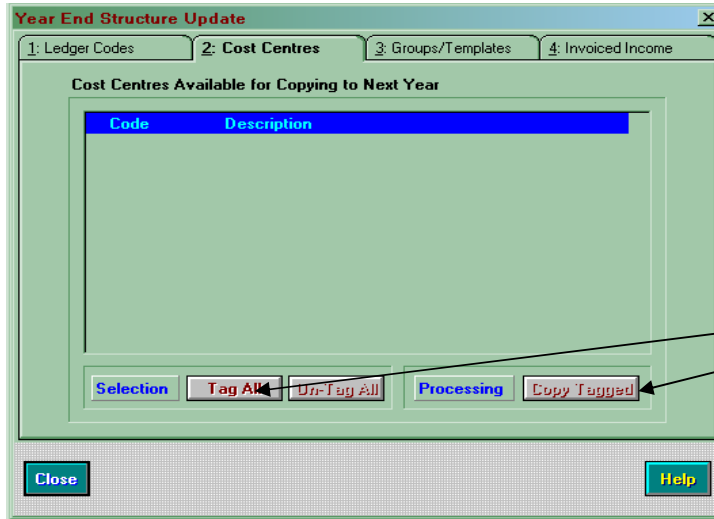 Year End Structure Update
1: Ledger Codes 2: Cost Centres 3: Groups/Templates 4: Invoiced Income
Cost Centres Available for Copying to Next Year
Code Description
Selection Tag All Un-Tag All Processing Copy Tagged
Close Help